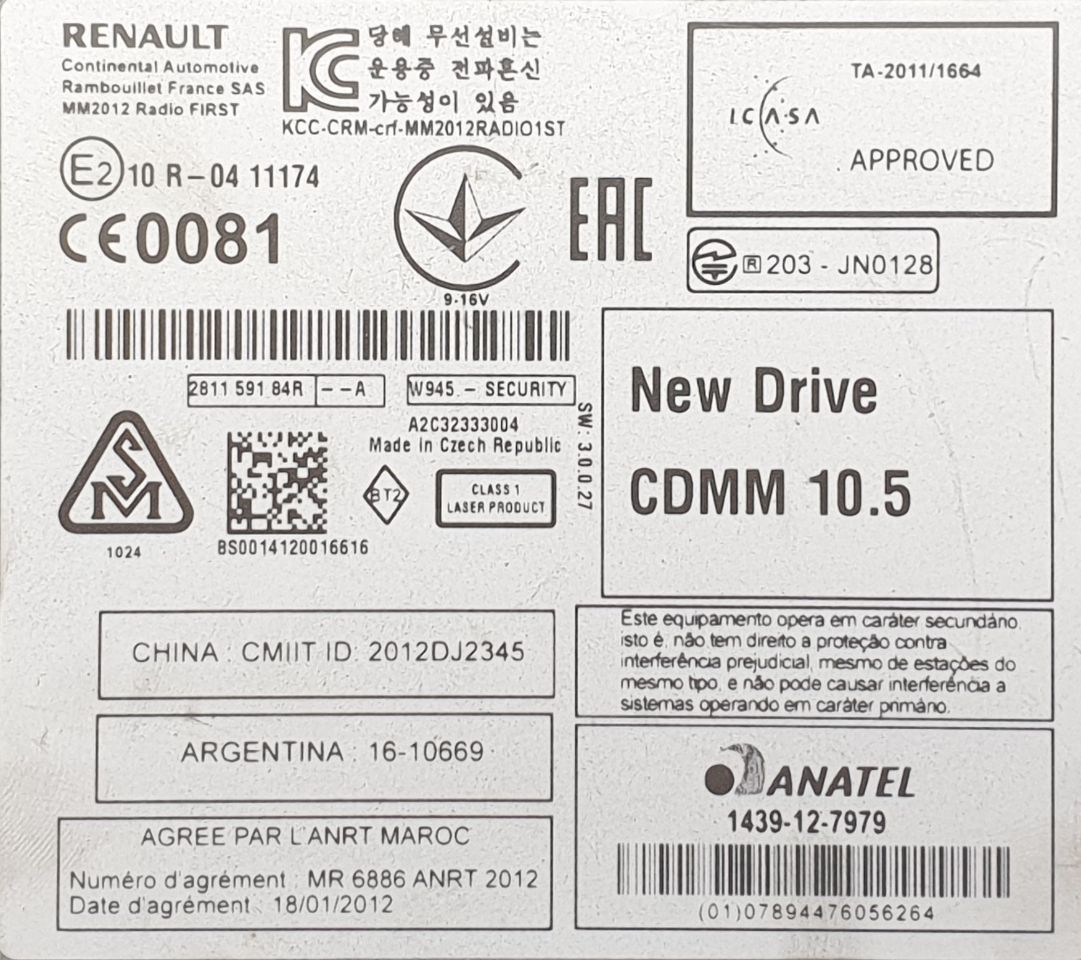 RENAULT
Continental Automotive
Rambouillet France SAS
MM2012 Radio FIRST
당해 무선설비는
운용중 전파혼신
가능성이 있음
KCC-CRM-crf-MM2012RADIO1ST
E2 10 R-04 11174
CE0081
9-16V
EAC
TA-2011/1664
ICASA
APPROVED
R 203 - JN0128
2811 591 84R --A
W945.- SECURITY
A2C32333004
Made in Czech Republic
SW: 3.0.0.27
SM
1024
BS0014120016616
BT2
CLASS 1
LASER PRODUCT
New Drive
CDMM 10.5
CHINA : CMIIT ID: 2012DJ2345
ARGENTINA : 16-10669
AGREE PAR L'ANRT MAROC
Numéro d'agrément : MR 6886 ANRT 2012
Date d'agrément : 18/01/2012
Este equipamento opera em caráter secundáno,
isto é, não tem direito a proteção contra
interferência prejudicial, mesmo de estações do
mesmo tipo, e não pode causar interferência a
sistemas operando em caráter primáno.
ANATEL
1439-12-7979
(01)07894476056264